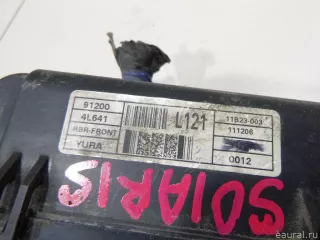 91200
4L641
RBR-FRONT
YURA
L121
11B23-003
111206
0012
SOLARIS
eaural.ru